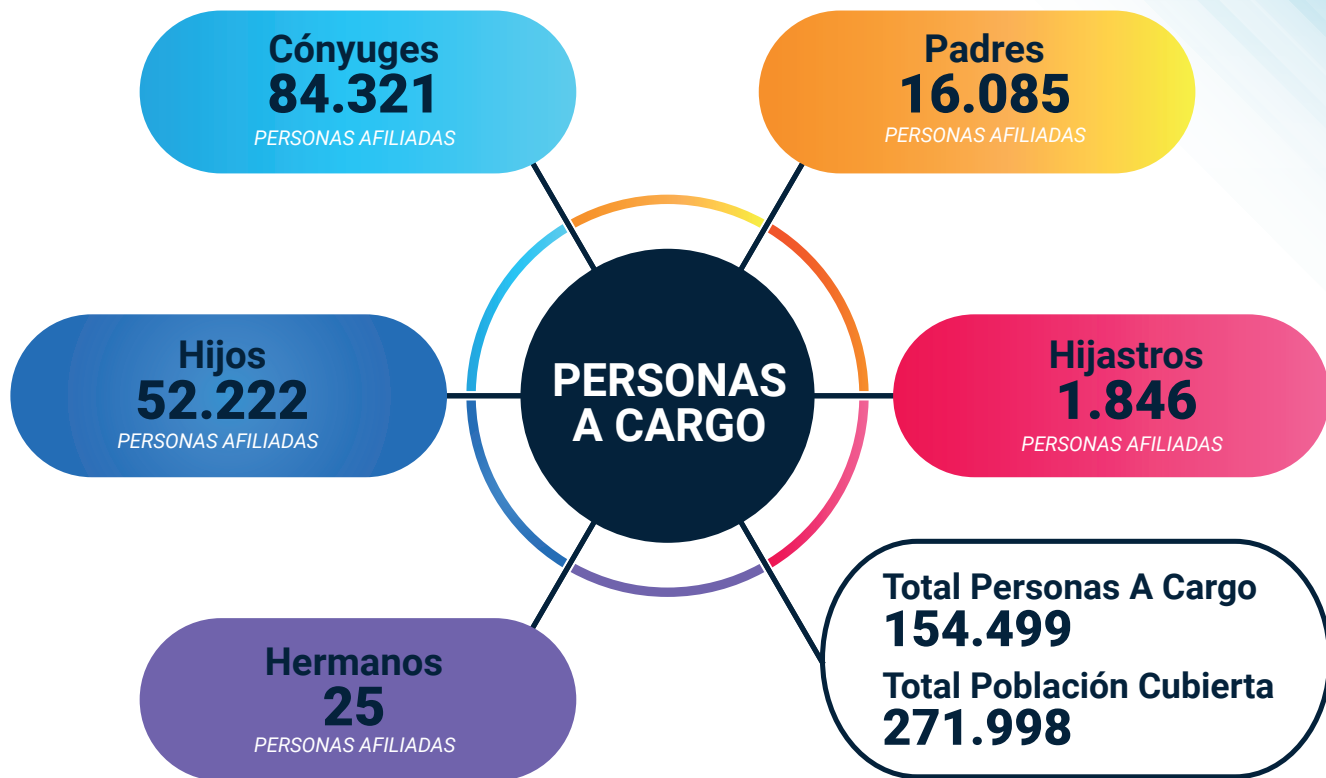 Cónyuges
84.321
PERSONAS AFILIADAS
Padres
16.085
PERSONAS AFILIADAS
Hijos
52.222
PERSONAS AFILIADAS
PERSONAS
A CARGO
Hijastros
1.846
PERSONAS AFILIADAS
Hermanos
25
PERSONAS AFILIADAS
Total Personas A Cargo
154.499
Total Población Cubierta
271.998